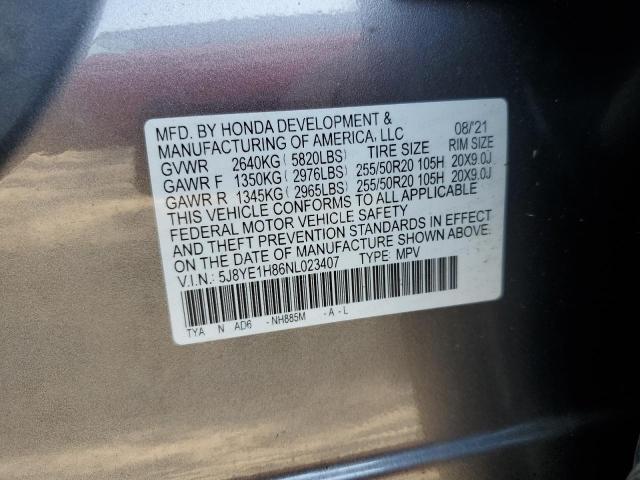 MFD. BY HONDA DEVELOPMENT &
MANUFACTURING OF AMERICA, LLC 08/'21
GVWR 2640KG (5820LBS) TIRE SIZE RIM SIZE
GAWR F 1350KG (2976LBS) 255/50R20 105H 20X9.0J
GAWR R 1345KG (2965LBS) 255/50R20 105H 20X9.0J
THIS VEHICLE CONFORMS TO ALL APPLICABLE
FEDERAL MOTOR VEHICLE SAFETY
AND THEFT PREVENTION STANDARDS IN EFFECT
ON THE DATE OF MANUFACTURE SHOWN ABOVE.
V.I.N.: 5J8YE1H86NL023407 TYPE: MPV
TYA N AD6 -NH885M -A-L